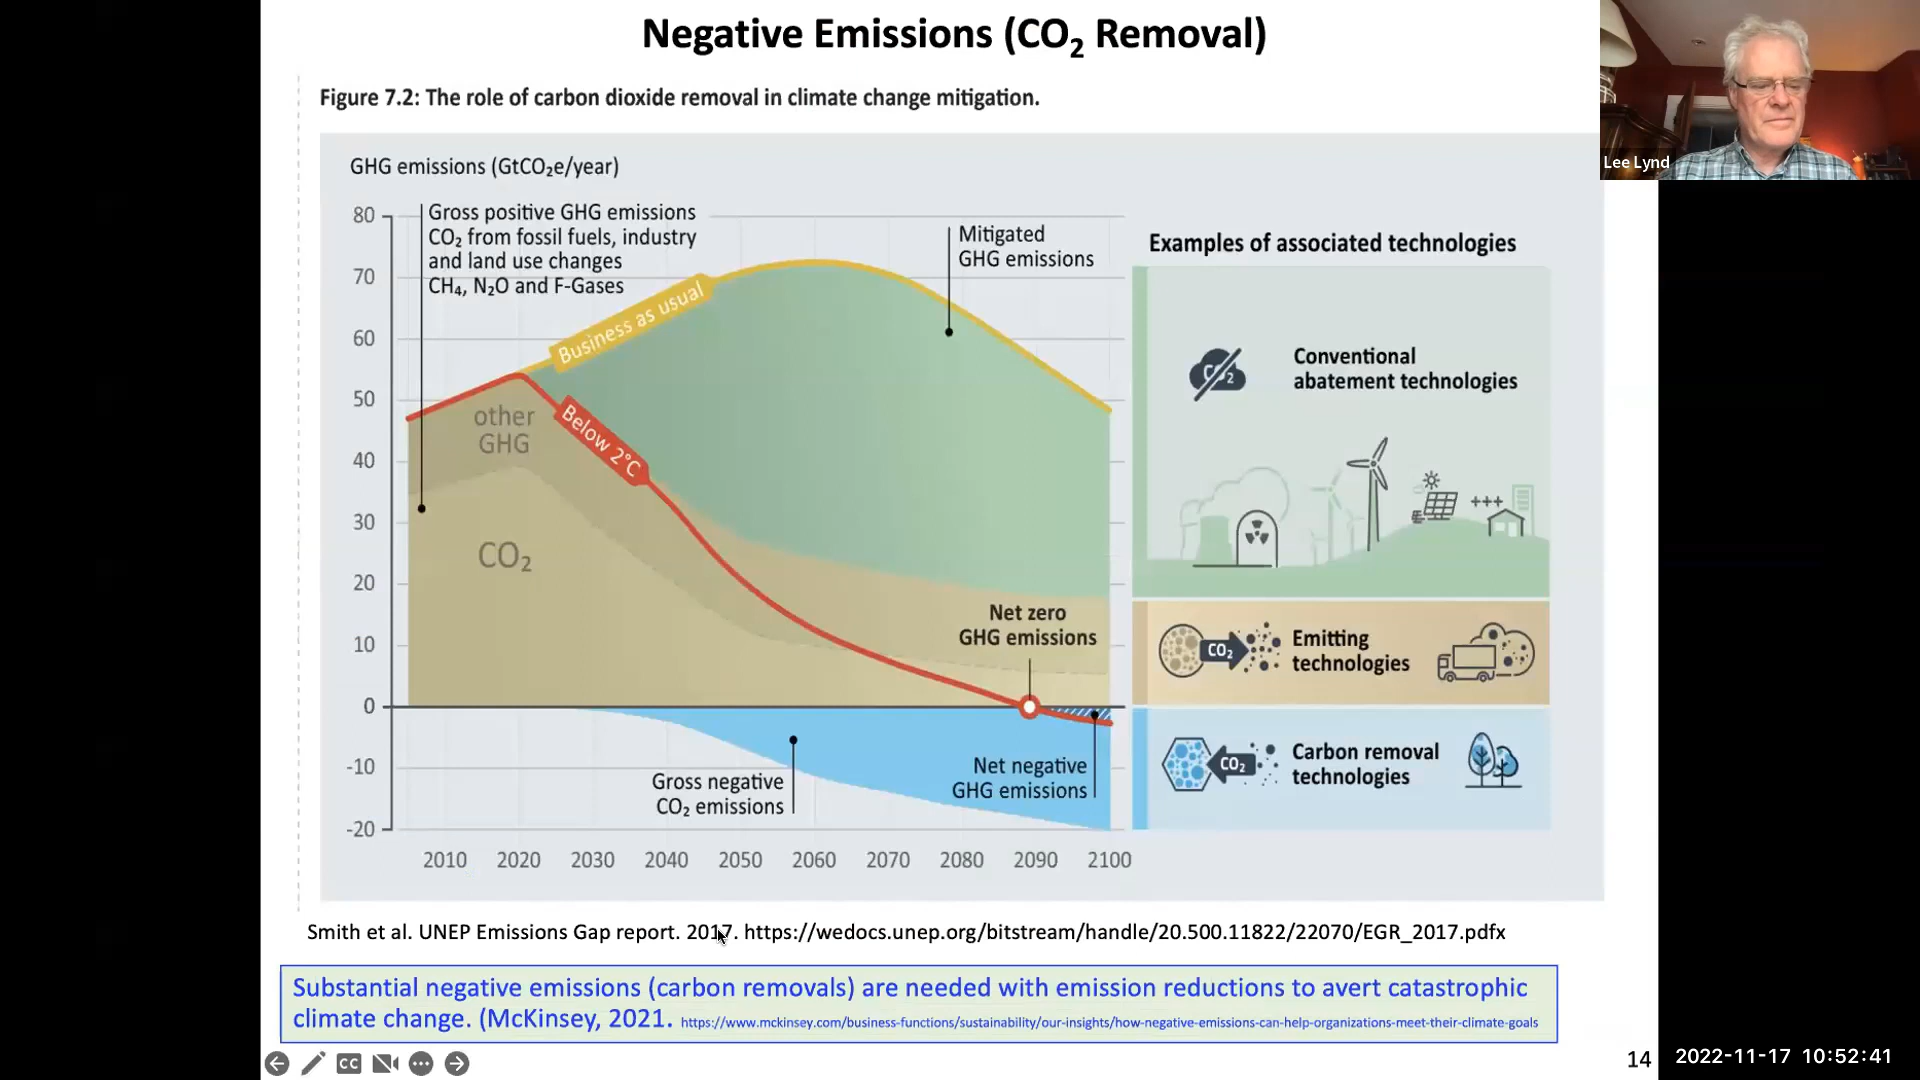 Negative Emissions (CO₂ Removal)
Lee Lynd
Figure 7.2: The role of carbon dioxide removal in climate change mitigation.
GHG emissions (GtCO₂e/year)
80
70
60
50
40
30
20
10
0
-10
-20
Gross positive GHG emissions
CO₂ from fossil fuels, industry
and land use changes
CH₄, N₂O and F-Gases
Business as usual
Mitigated
GHG emissions
Below 2°C
other
GHG
CO₂
Net zero
GHG emissions
Gross negative
CO₂ emissions
Net negative
GHG emissions
2010 2020 2030 2040 2050 2060 2070 2080 2090 2100
Examples of associated technologies
CO₂
Conventional
abatement technologies
CO₂
Emitting
technologies
CO₂
Carbon removal
technologies
Smith et al. UNEP Emissions Gap report. 2017. https://wedocs.unep.org/bitstream/handle/20.500.11822/22070/EGR_2017.pdfx
Substantial negative emissions (carbon removals) are needed with emission reductions to avert catastrophic
climate change. (McKinsey, 2021. https://www.mckinsey.com/business-functions/sustainability/our-insights/how-negative-emissions-can-help-organizations-meet-their-climate-goals
CC
14
2022-11-17 10:52:41